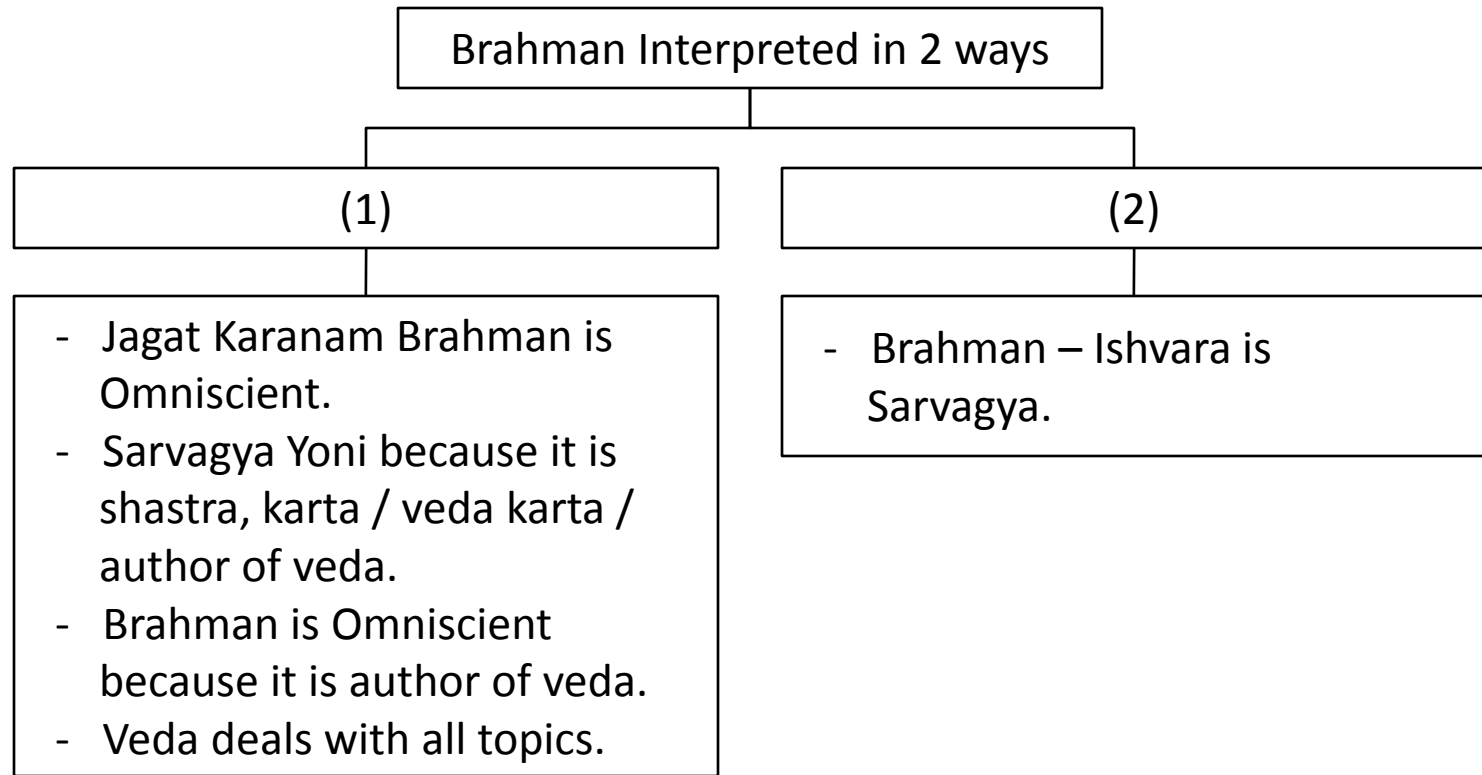 Brahman Interpreted in 2 ways
(1)
- Jagat Karanam Brahman is
Omniscient.
- Sarvagya Yoni because it is
shastra, karta / veda karta /
author of veda.
- Brahman is Omniscient
because it is author of veda.
- Veda deals with all topics.
(2)
- Brahman – Ishvara is
Sarvagya.